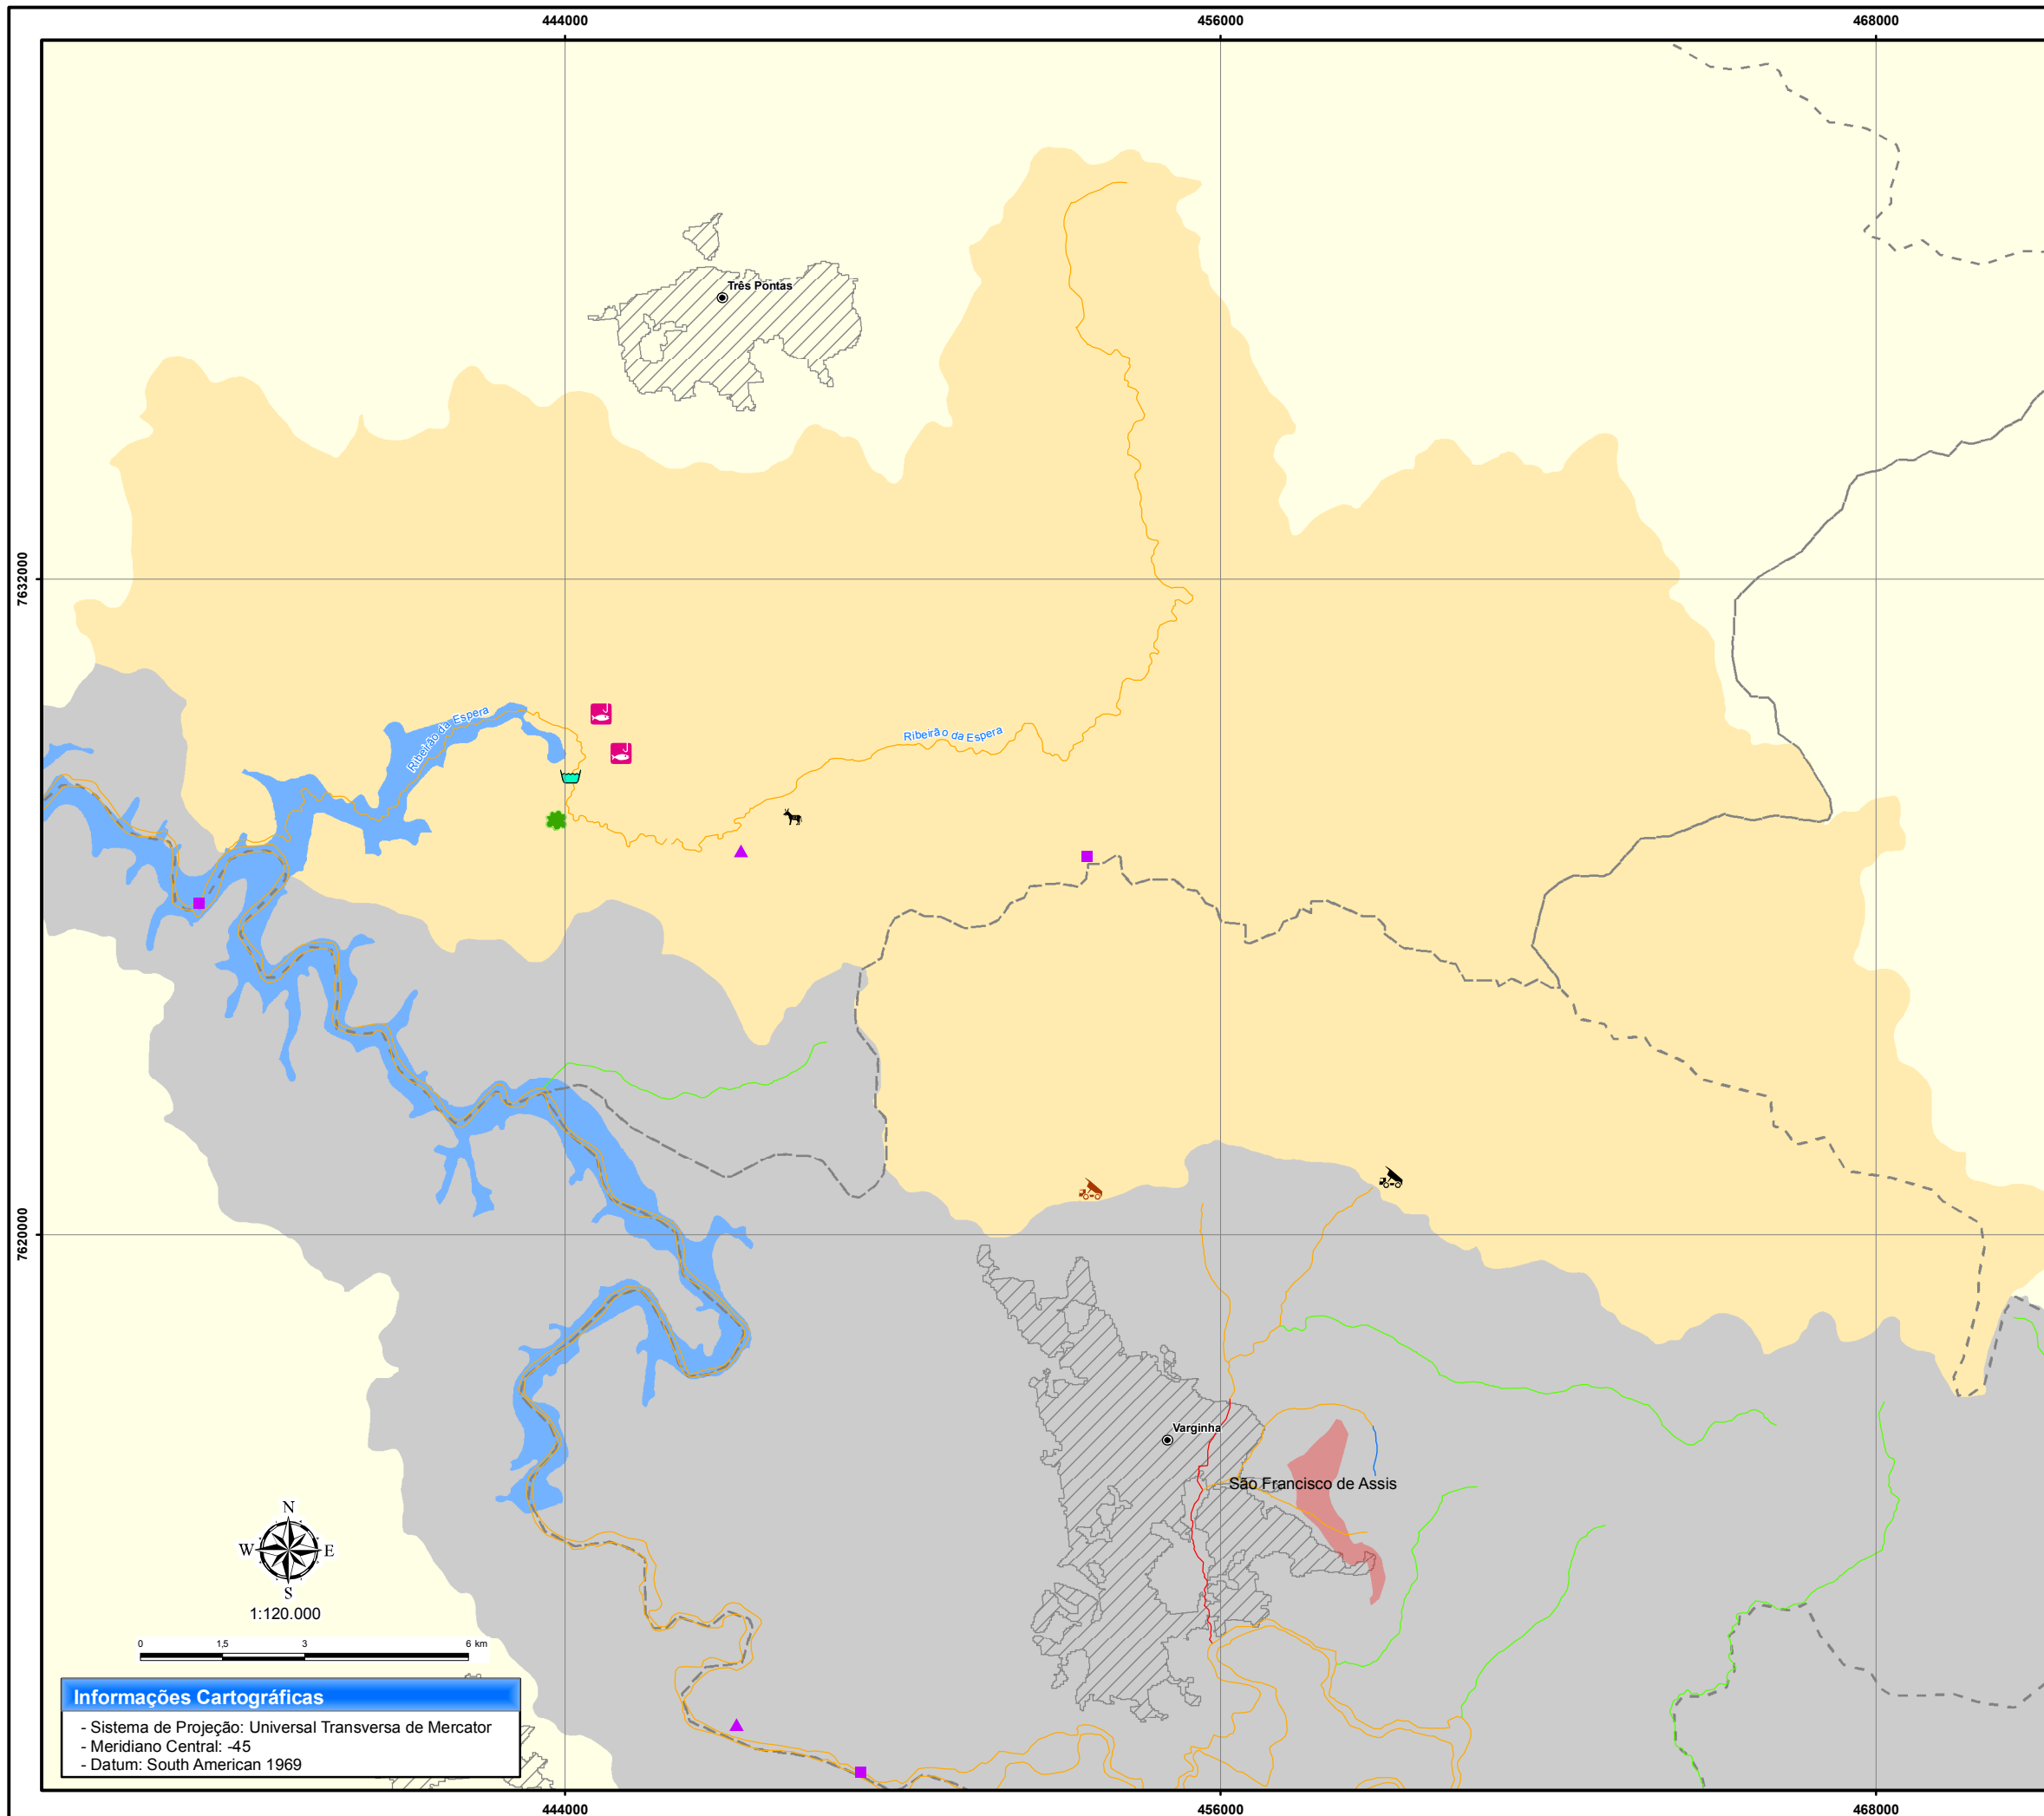 444000
456000
468000
Três Pontas
7632000
Ribeirão da Espera
Ribeirão da Espera
7620000
Varginha
São Francisco de Assis
N
W
E
S
1:120.000
0 1,5 3 6 km
Informações Cartográficas
- Sistema de Projeção: Universal Transversa de Mercator
- Meridiano Central: -45
- Datum: South American 1969
444000
456000
468000